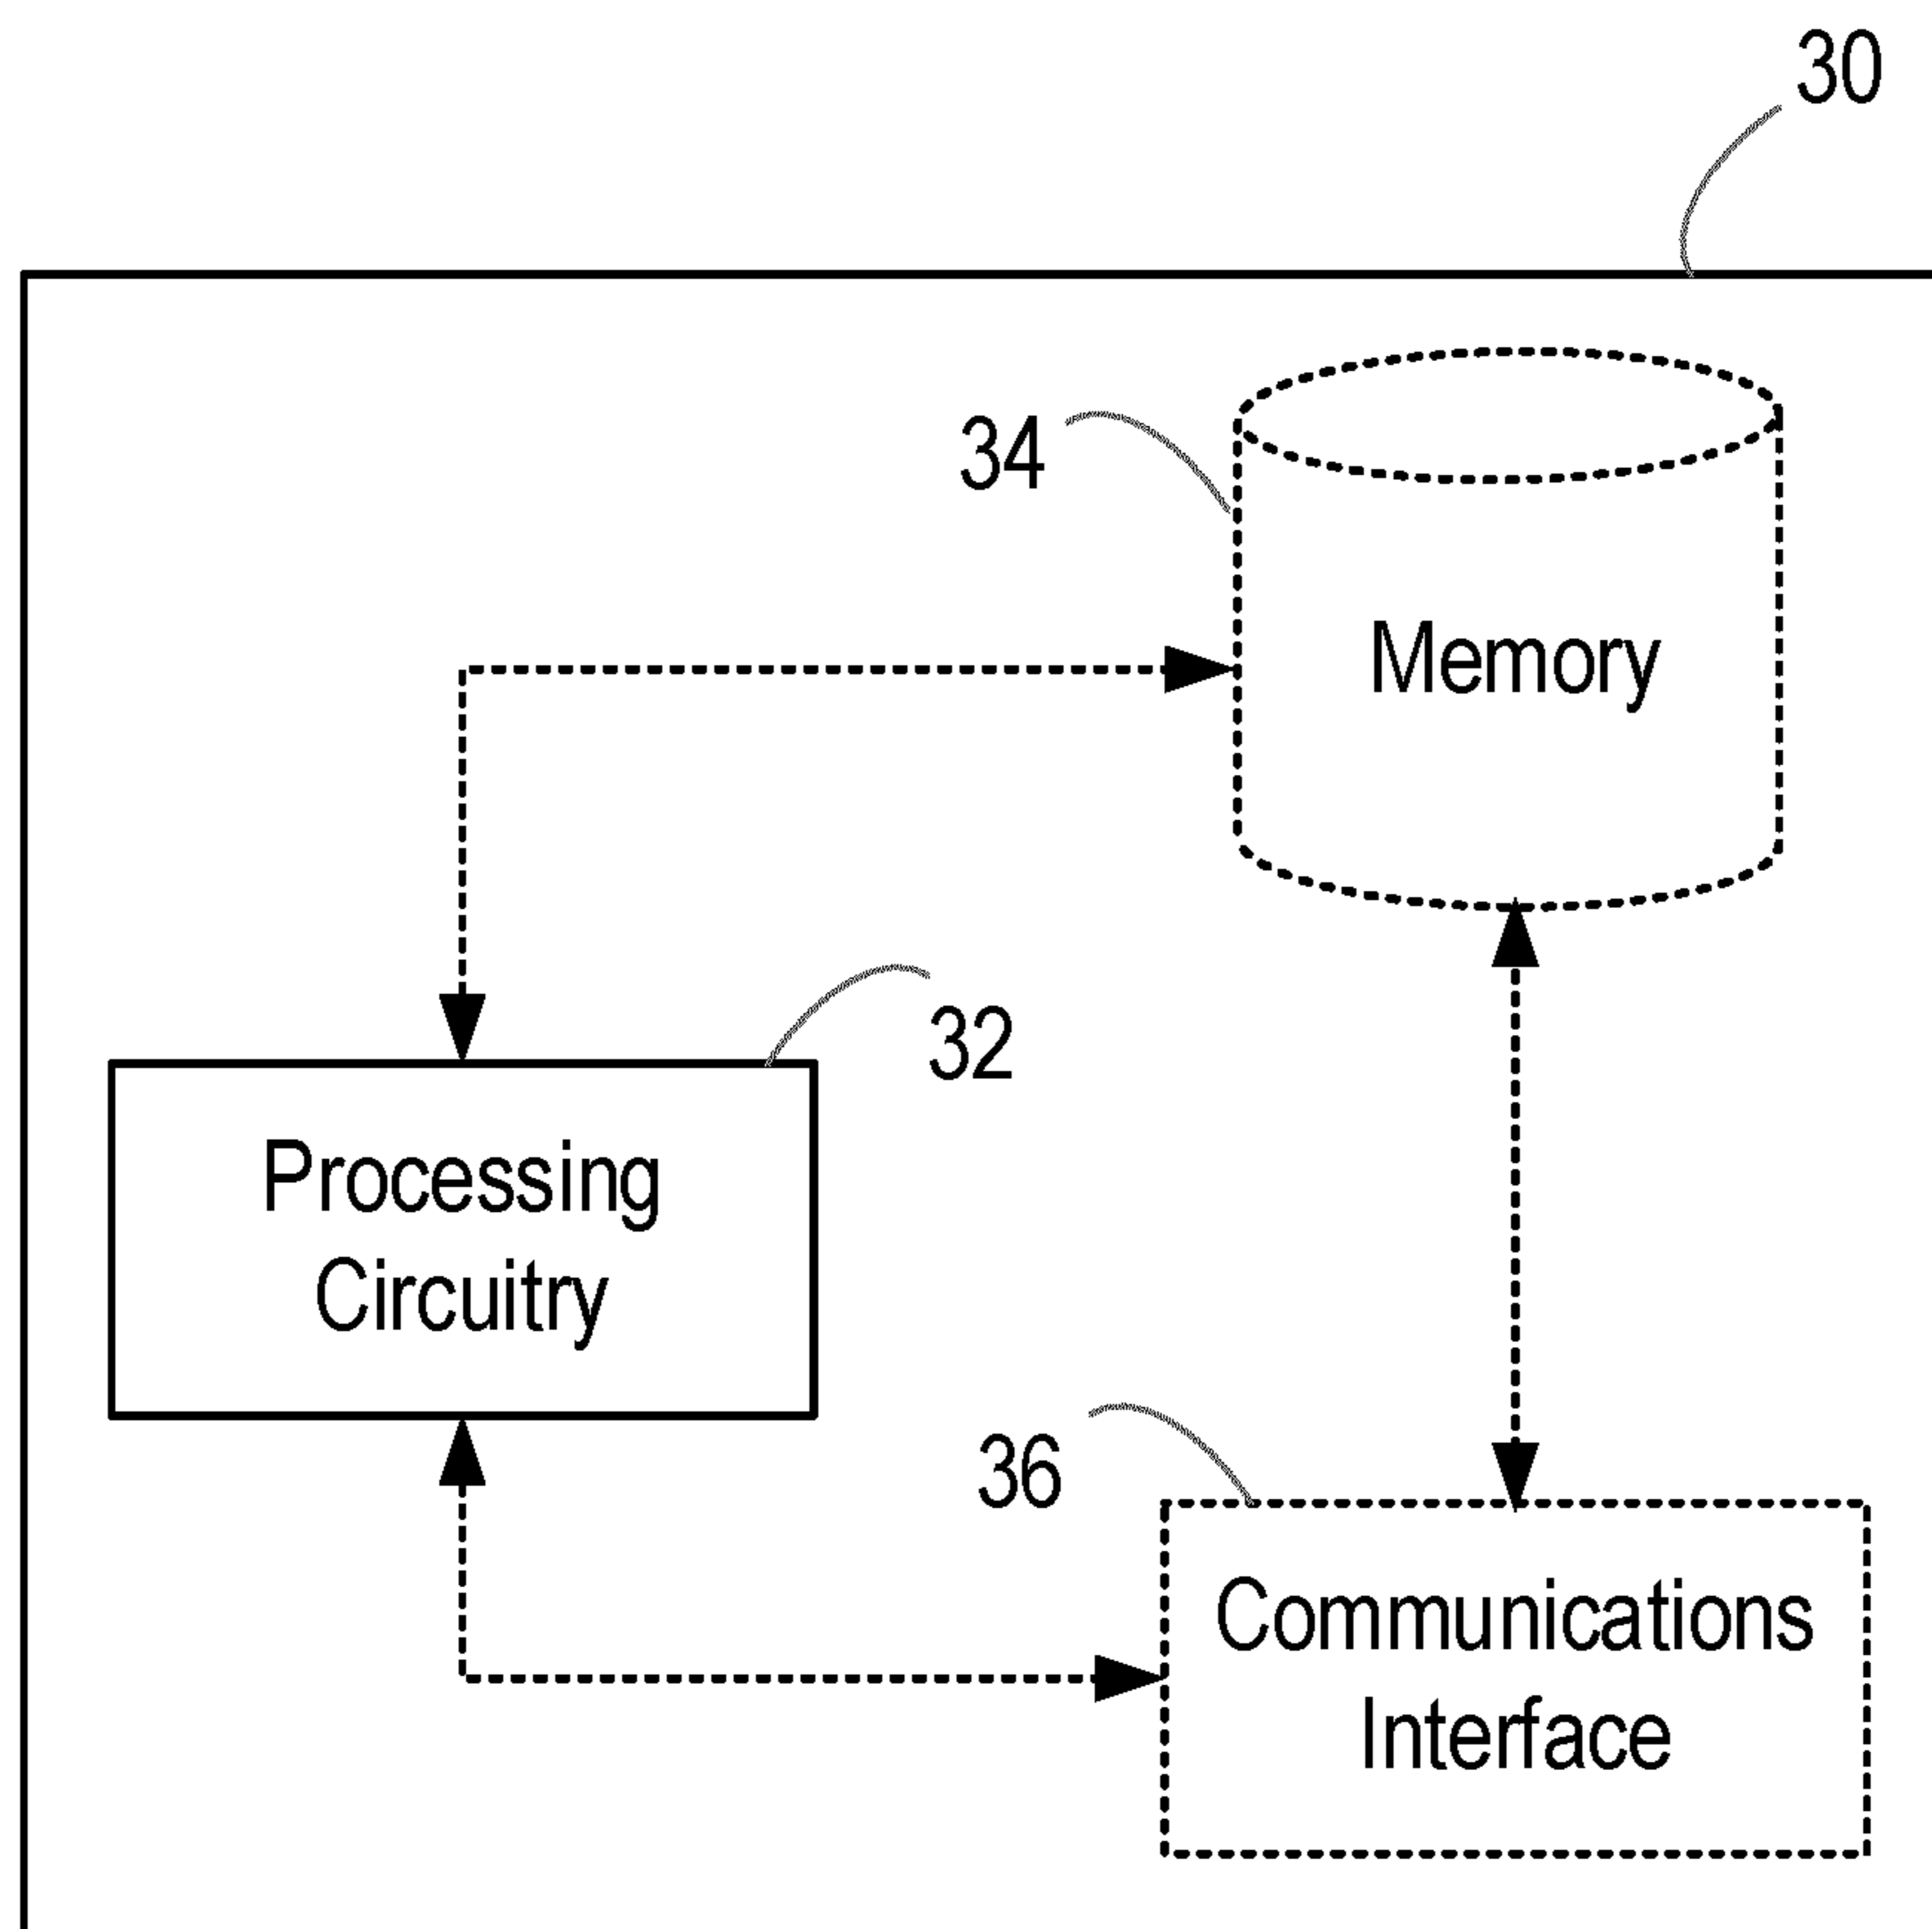 30
34
Memory
32
Processing
Circuitry
36
Communications
Interface